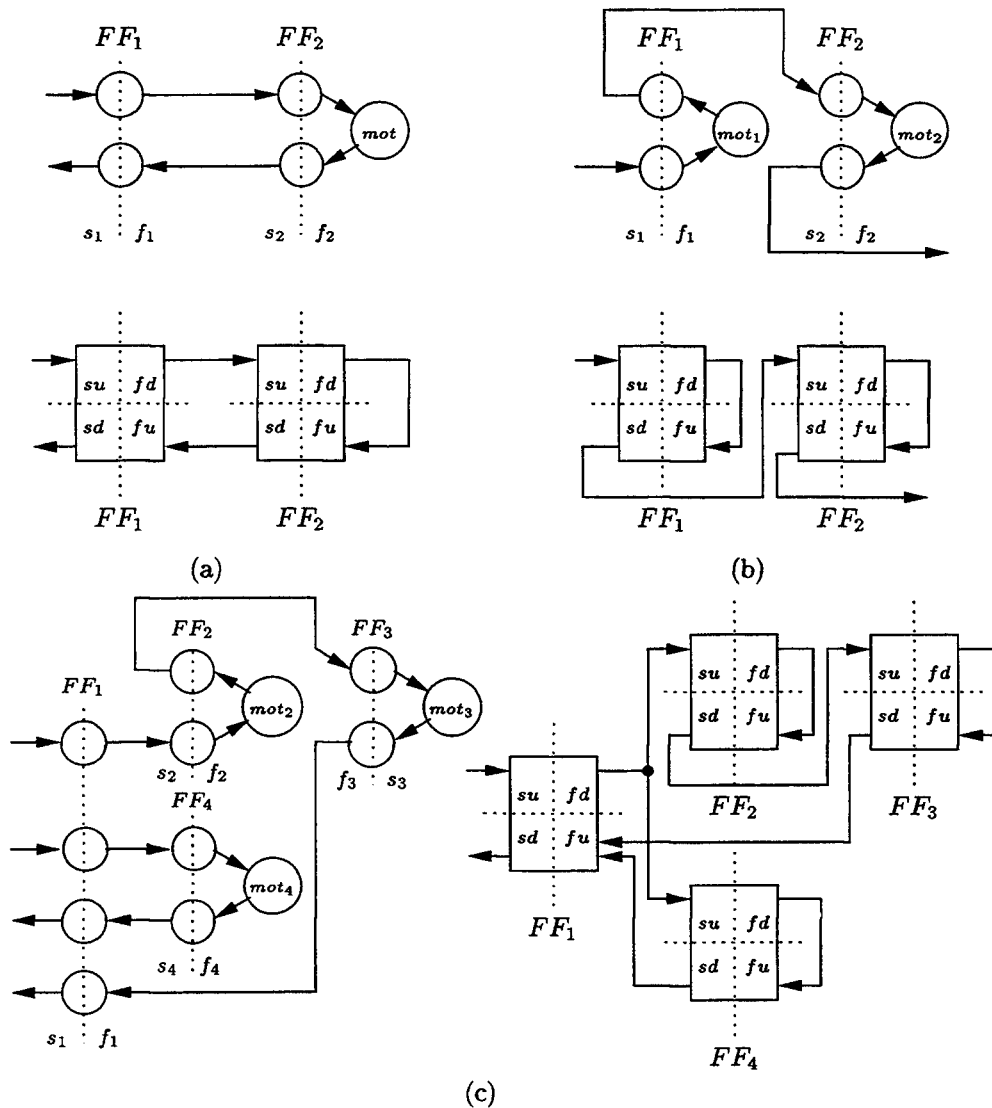 FF₁ FF₂
mot
s₁ f₁ s₂ f₂
su fd su fd
sd fu sd fu
FF₁ FF₂
(a)
FF₁ FF₂
mot₁ mot₂
s₁ f₁ s₂ f₂
su fd su fd
sd fu sd fu
FF₁ FF₂
(b)
FF₂ FF₃
FF₁
mot₂ mot₃
s₂ f₂ f₃ s₃
FF₄
mot₄
s₄ f₄
s₁ f₁
su fd su fd
sd fu sd fu
FF₂ FF₃
su fd
sd fu
FF₁
su fd
sd fu
FF₄
(c)